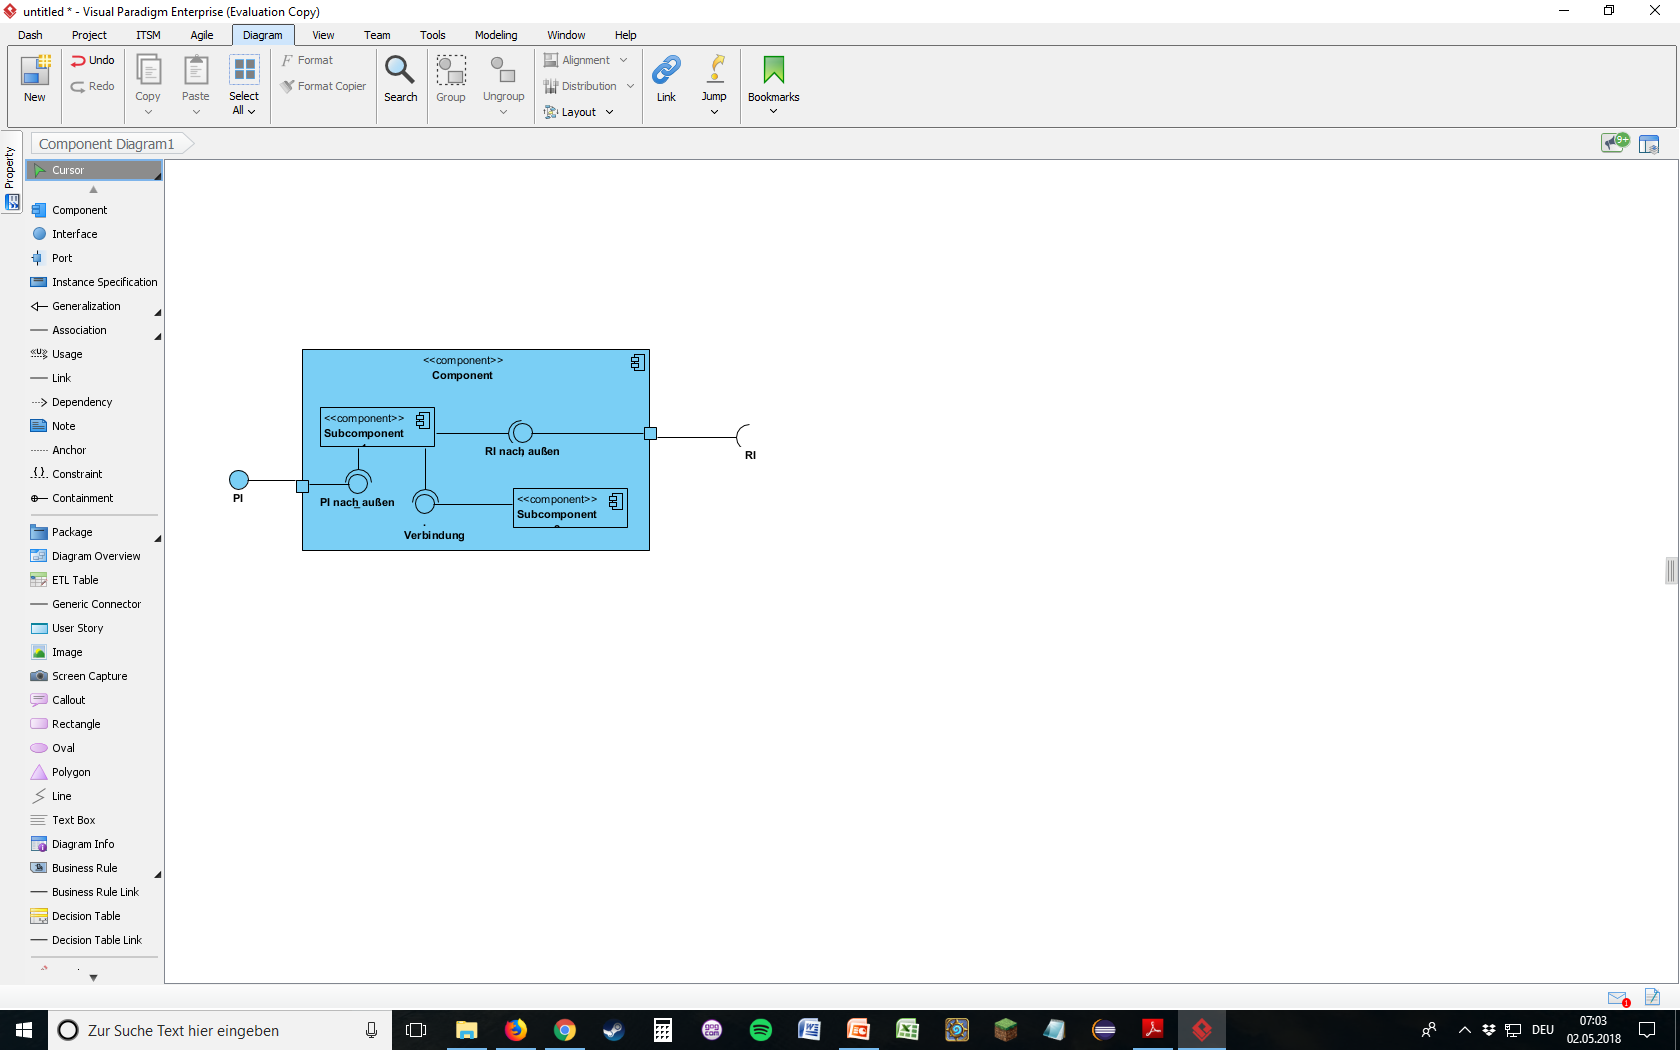 untitled * - Visual Paradigm Enterprise (Evaluation Copy)
Dash Project ITSM Agile Diagram View Team Tools Modeling Window Help
New
Undo
Redo
Copy
Paste
Select
All
Format
Format Copier
Search
Group
Ungroup
Alignment
Distribution
Layout
Link
Jump
Bookmarks
Property
Component Diagram1
9+
Cursor
Component
Interface
Port
Instance Specification
Generalization
Association
Usage
Link
Dependency
Note
Anchor
Constraint
Containment
Package
Diagram Overview
ETL Table
Generic Connector
User Story
Image
Screen Capture
Callout
Rectangle
Oval
Polygon
Line
Text Box
Diagram Info
Business Rule
Business Rule Link
Decision Table
Decision Table Link
<<component>>
Component
<<component>>
Subcomponent
RI nach außen
RI
PI
PI nach_außen
<<component>>
Subcomponent
Verbindung
Zur Suche Text hier eingeben
DEU
07:03
02.05.2018